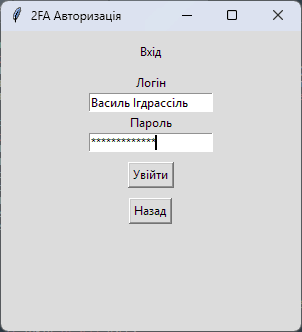 2FA Авторизація
Вхід
Логін
Василь Ігдрассіль
Пароль
*************
Увійти
Назад